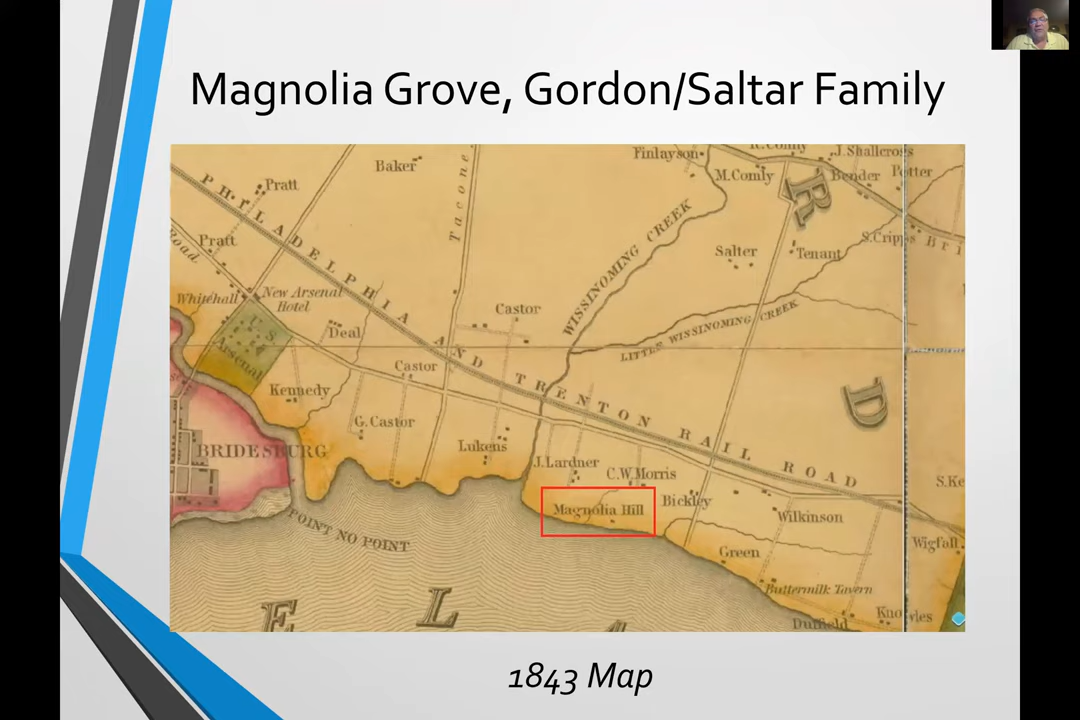 Magnolia Grove, Gordon/Saltar Family
Baker
Tacone
Finlayson
R. Comly
J. Shallcross
M. Comly
Bender
Potter
Pratt
PHILADELPHIA AND TRENTON RAIL ROAD
R
Pratt
Road
WISSINOMING CREEK
Salter
Tenant
S. Cripps
BRI
Whitehall
New Arsenal
Hotel
U.S.
Arsenal
Deal
Castor
LITTLE WISSINOMING CREEK
Castor
Kennedy
D
G. Castor
BRIDESBURG
Lukens
J. Lardner
C.W. Morris
S. Ke
Magnolia Hill
Bickley
Wilkinson
POINT NO POINT
Green
Wigfall
Buttermilk Tavern
E L
Knowles
Duffield
1843 Map